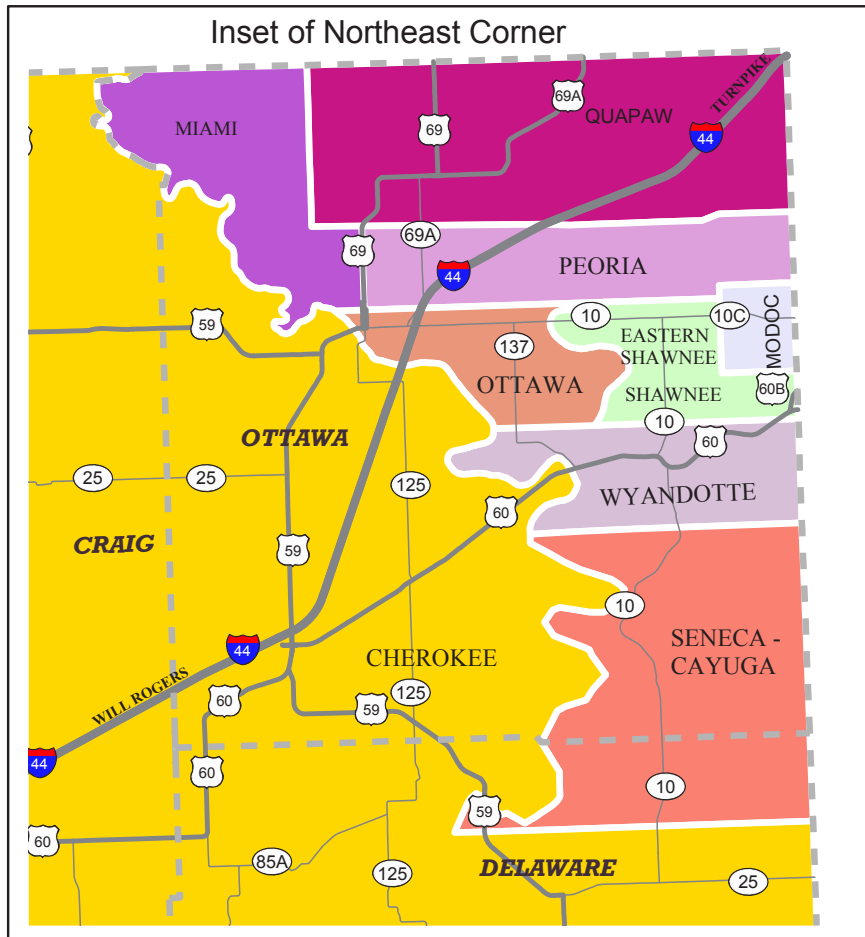 Inset of Northeast Corner
69A
TURNPIKE
MIAMI
69
QUAPAW
44
69
69A
44
PEORIA
59
10
10C
137
EASTERN
SHAWNEE
MODOC
OTTAWA
SHAWNEE
60B
OTTAWA
10
60
25
25
125
WYANDOTTE
60
CRAIG
59
10
44
CHEROKEE
SENECA -
CAYUGA
WILL ROGERS
60
125
59
44
60
10
59
60
85A
125
DELAWARE
25